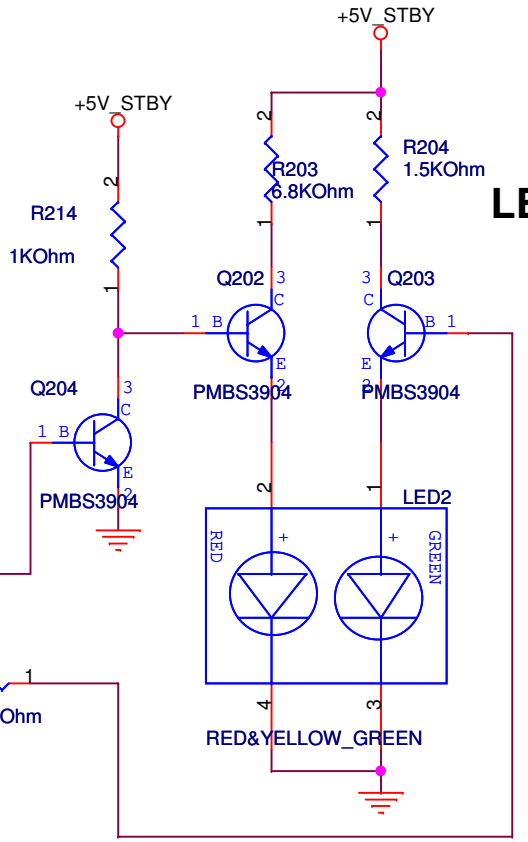 +5V_STBY
+5V_STBY
2
2
2
R203
6.8KOhm
R204
1.5KOhm
LE
R214
1KOhm
1
1
1
Q202
3
C
3
C
Q203
1 B
B 1
E
2
E
2
PMBS3904
PMBS3904
Q204
3
C
1 B
E
2
PMBS3904
2
1
LED2
RED
+
+
GREEN
1
Ohm
4
3
RED&YELLOW_GREEN